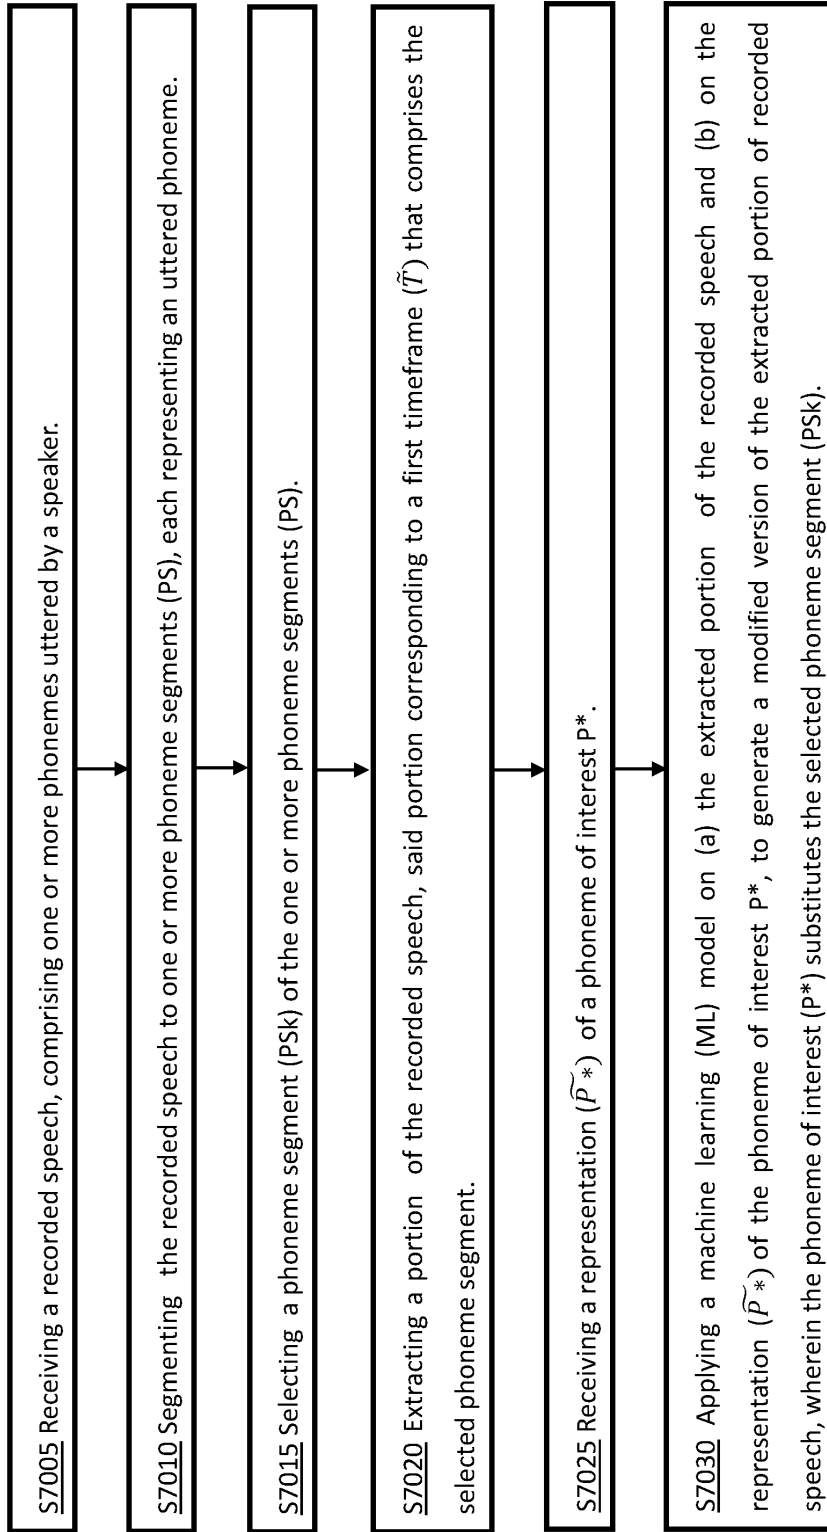 S7005 Receiving a recorded speech, comprising one or more phonemes uttered by a speaker.
S7010 Segmenting the recorded speech to one or more phoneme segments (PS), each representing an uttered phoneme.
S7015 Selecting a phoneme segment (PSk) of the one or more phoneme segments (PS).
S7020 Extracting a portion of the recorded speech, said portion corresponding to a first timeframe (T̃) that comprises the
selected phoneme segment.
S7025 Receiving a representation (P̃*) of a phoneme of interest P*.
S7030 Applying a machine learning (ML) model on (a) the extracted portion of the recorded speech and (b) on the
representation (P̃*) of the phoneme of interest P*, to generate a modified version of the extracted portion of recorded
speech, wherein the phoneme of interest (P*) substitutes the selected phoneme segment (PSk).